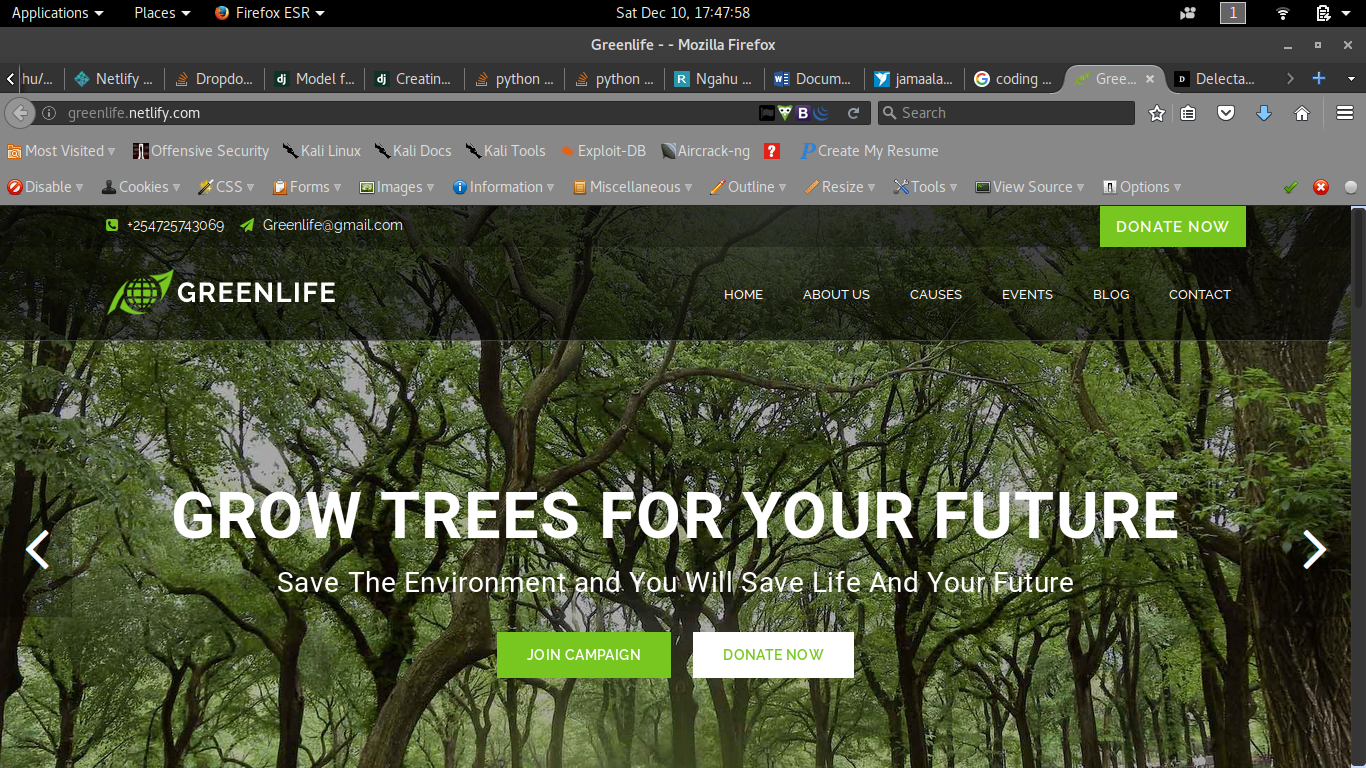 Applications Places Firefox ESR Sat Dec 10, 17:47:58 1
Greenlife - - Mozilla Firefox
hu/... Netlify ... Dropdo... Model f... Creatin... python ... python ... Ngahu ... Docum... jamaala... coding ... Gree... Delecta...
greenlife.netlify.com Search
Most Visited Offensive Security Kali Linux Kali Docs Kali Tools Exploit-DB Aircrack-ng Create My Resume
Disable Cookies CSS Forms Images Information Miscellaneous Outline Resize Tools View Source Options
+254725743069 Greenlife@gmail.com DONATE NOW
GREENLIFE HOME ABOUT US CAUSES EVENTS BLOG CONTACT
GROW TREES FOR YOUR FUTURE
Save The Environment and You Will Save Life And Your Future
JOIN CAMPAIGN DONATE NOW